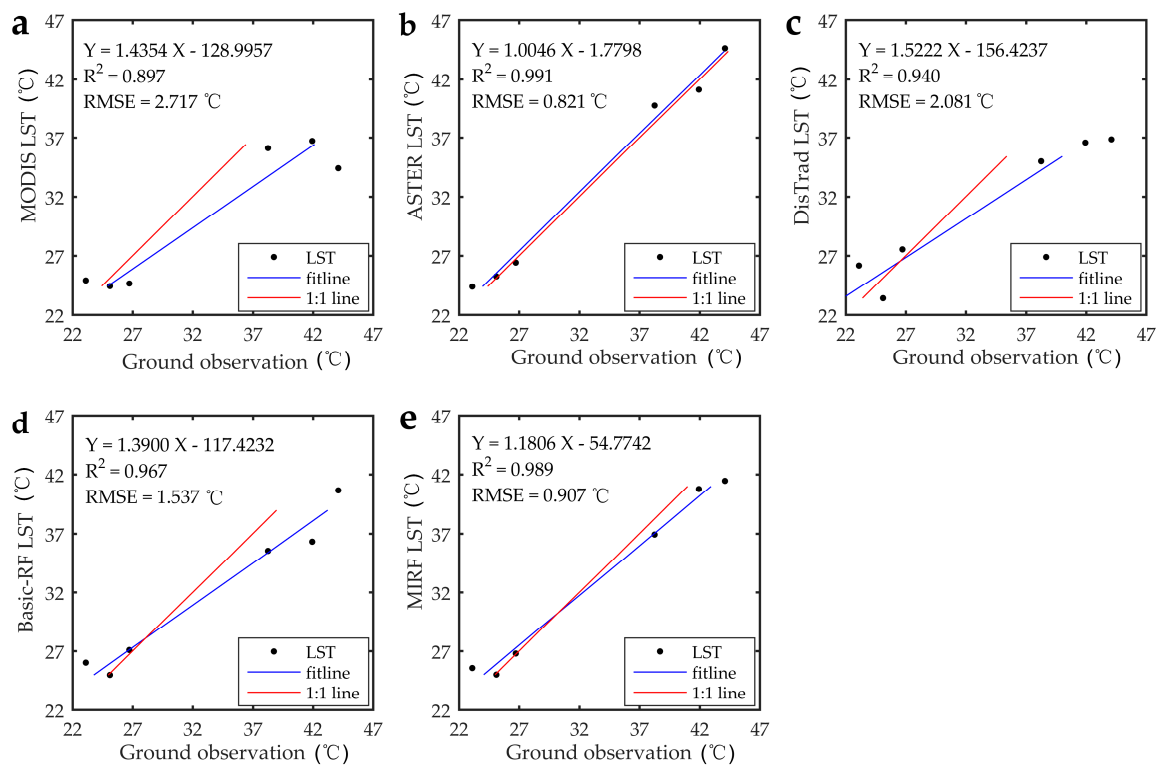 a
47
42
37
32
27
22
MODIS LST (℃)
Y = 1.4354 X - 128.9957
R² = 0.897
RMSE = 2.717 ℃
LST
fitline
1:1 line
22 27 32 37 42 47
Ground observation (℃)
b
47
42
37
32
27
22
ASTER LST (℃)
Y = 1.0046 X - 1.7798
R² = 0.991
RMSE = 0.821 ℃
LST
fitline
1:1 line
22 27 32 37 42 47
Ground observation (℃)
c
47
42
37
32
27
22
DisTrad LST (℃)
Y = 1.5222 X - 156.4237
R² = 0.940
RMSE = 2.081 ℃
LST
fitline
1:1 line
22 27 32 37 42 47
Ground observation (℃)
d
47
42
37
32
27
22
Basic-RF LST (℃)
Y = 1.3900 X - 117.4232
R² = 0.967
RMSE = 1.537 ℃
LST
fitline
1:1 line
22 27 32 37 42 47
Ground observation (℃)
e
47
42
37
32
27
22
MIRF LST (℃)
Y = 1.1806 X - 54.7742
R² = 0.989
RMSE = 0.907 ℃
LST
fitline
1:1 line
22 27 32 37 42 47
Ground observation (℃)